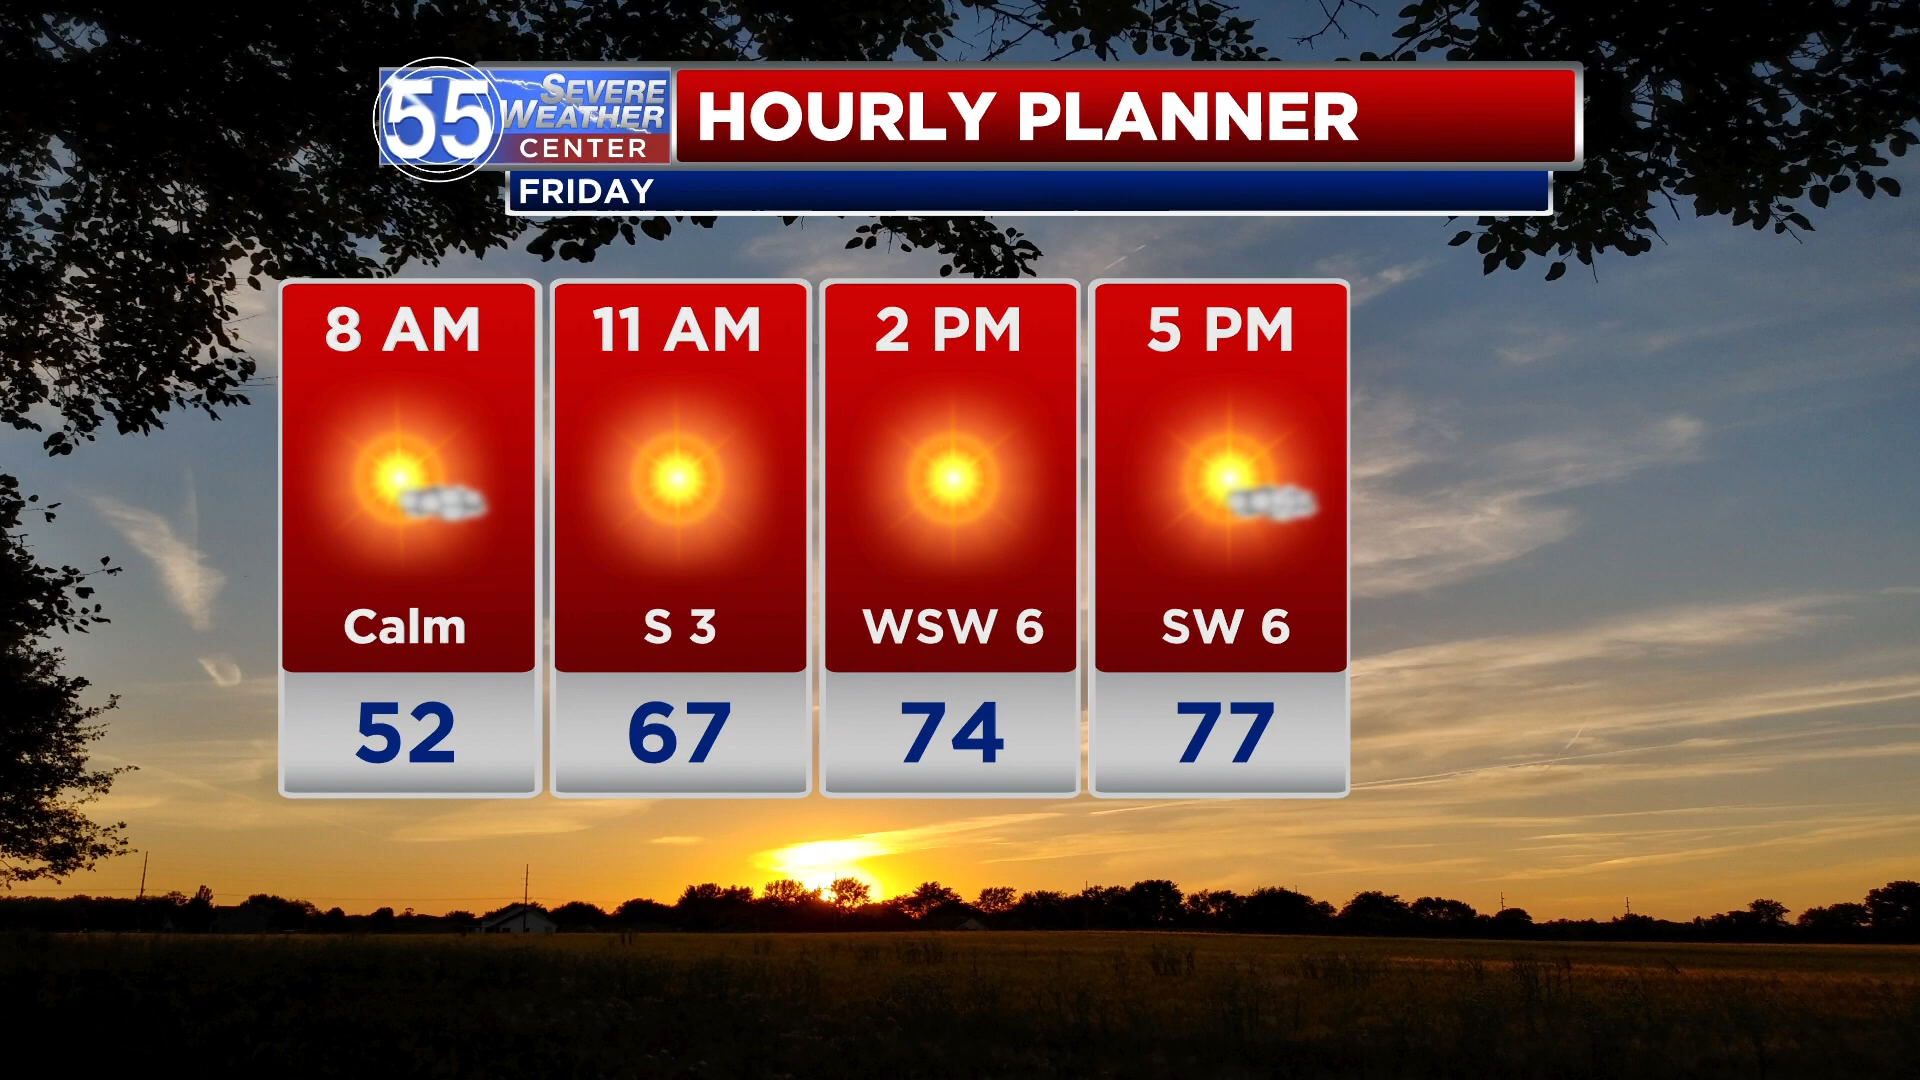 55 SEVERE
WEATHER
CENTER
HOURLY PLANNER
FRIDAY
8 AM
Calm
52
11 AM
S 3
67
2 PM
WSW 6
74
5 PM
SW 6
77